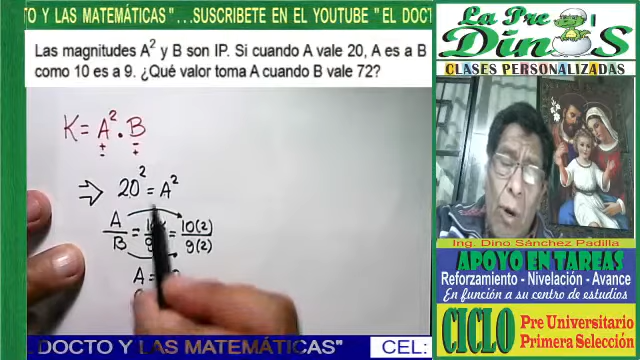 TO Y LAS MATEMÁTICAS"...SUSCRIBETE EN EL YOUTUBE "EL DOCT
La Pre
DinoS
CLASES PERSONALIZADAS
Las magnitudes A² y B son IP. Si cuando A vale 20, A es a B
como 10 es a 9. ¿Qué valor toma A cuando B vale 72?
K = A² . B
⇒ 20² = A²
A/B = = 10(2)/9(2)
A =
Ing. Dino Sánchez Padilla
APOYO EN TAREAS
Reforzamiento - Nivelación - Avance
En función a su centro de estudios
CICLO Pre Universitario
Primera Selección
DOCTO Y LAS MATEMÁTICAS"
CEL: